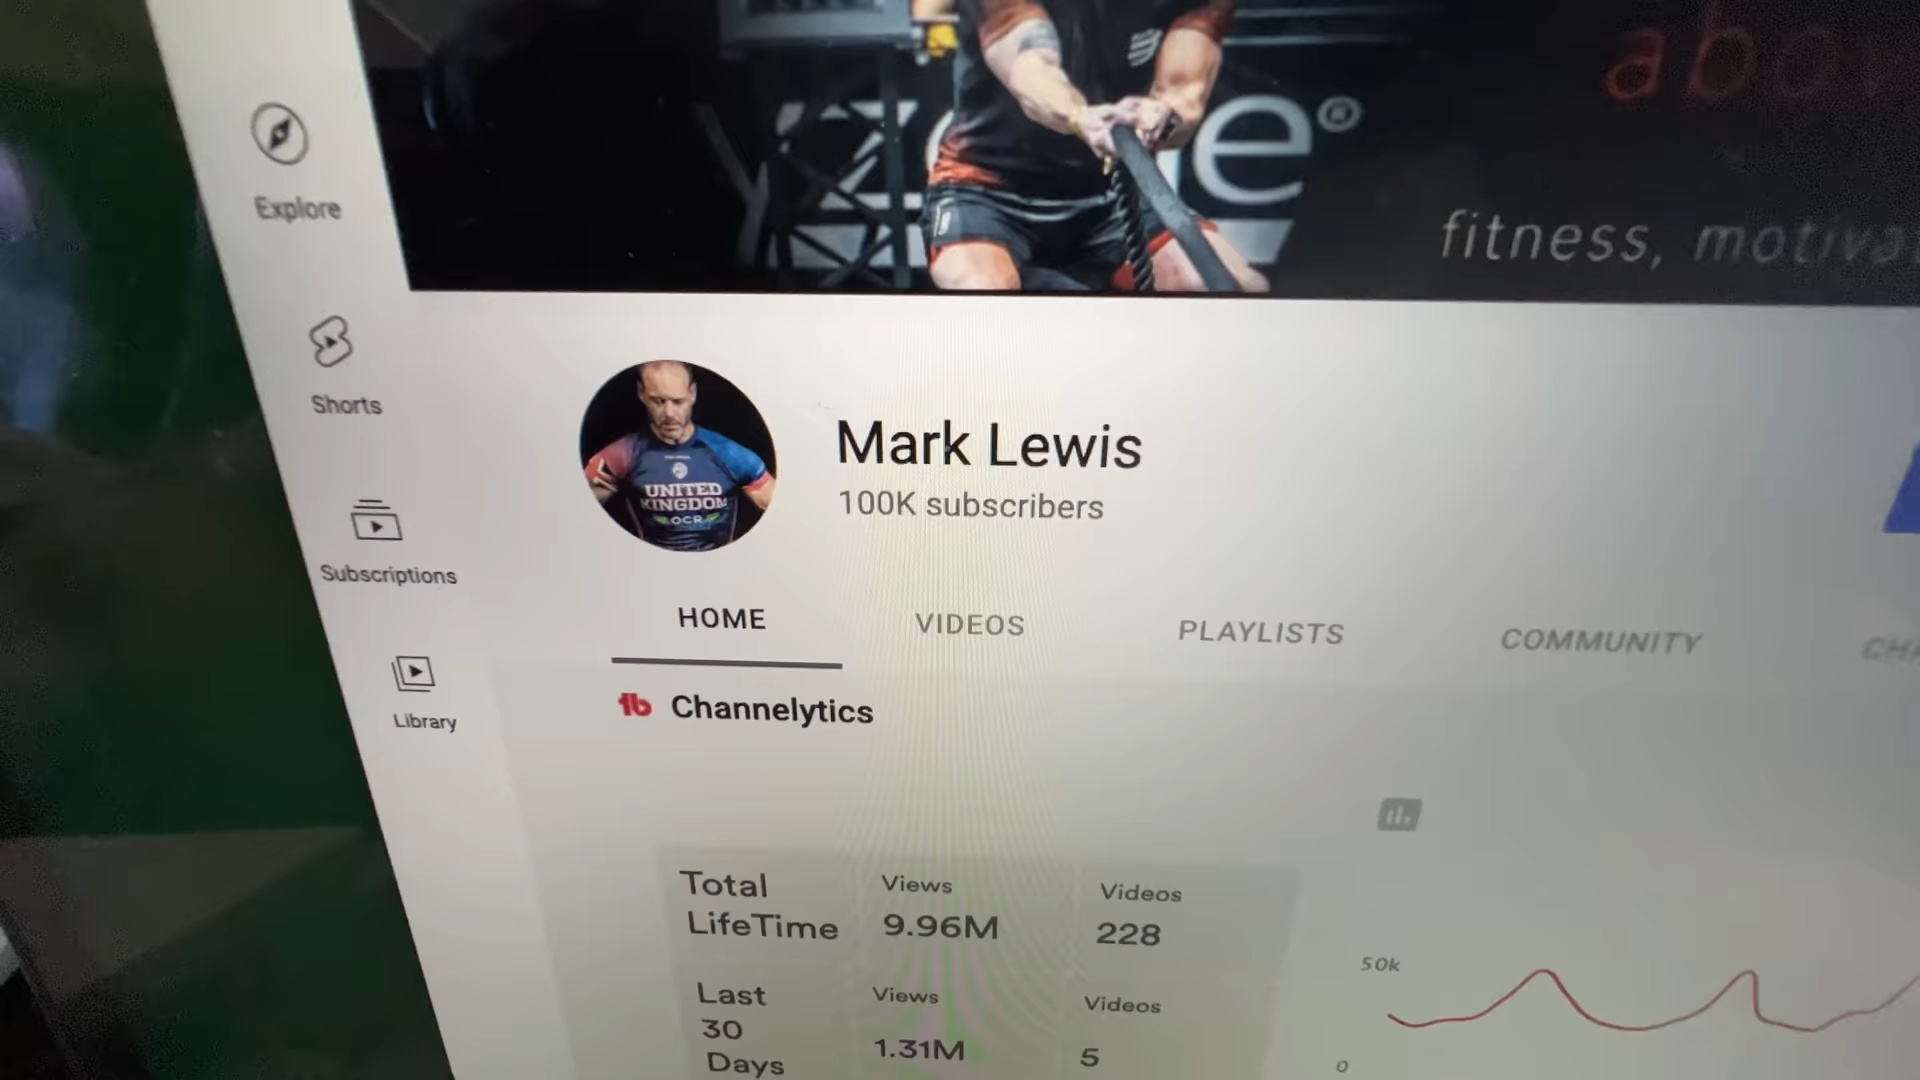 fitness,
Explore
Shorts
Subscriptions
Library
UNITED
KINGDOM
OCR
Mark Lewis
100K subscribers
HOME VIDEOS PLAYLISTS COMMUNITY
tb Channelytics
Total LifeTime
Views
9.96M
Videos
228
Last 30 Days
Views
1.31M
Videos
5
50k
0